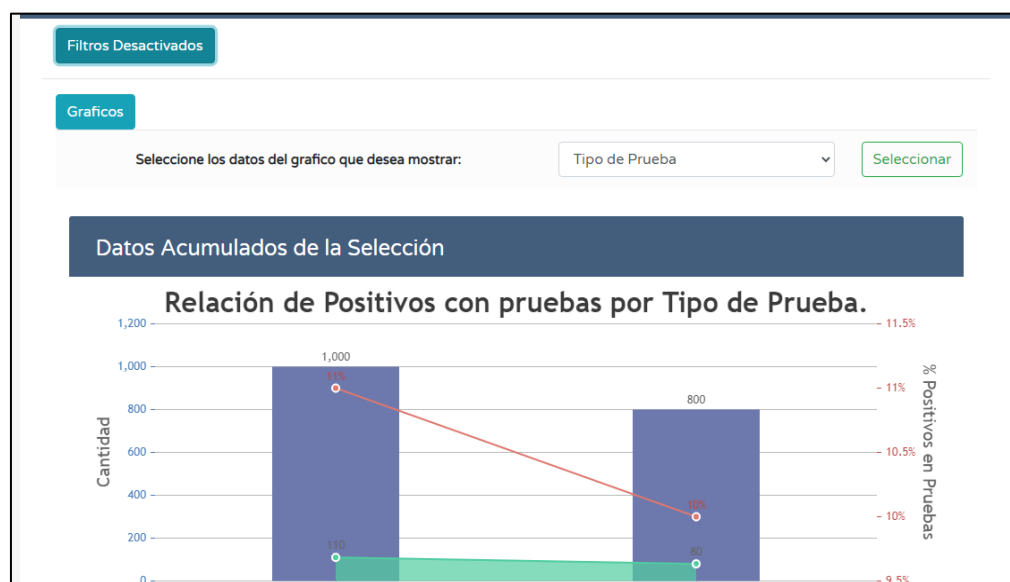 Filtros Desactivados
Graficos
Seleccione los datos del grafico que desea mostrar:
Tipo de Prueba
Seleccionar
Datos Acumulados de la Selección
Relación de Positivos con pruebas por Tipo de Prueba.
1,200
11.5%
1,000
1,000
11%
11%
800
800
600
10.5%
400
10%
10%
200
110
80
0
9.5%
Cantidad
% Positivos en Pruebas